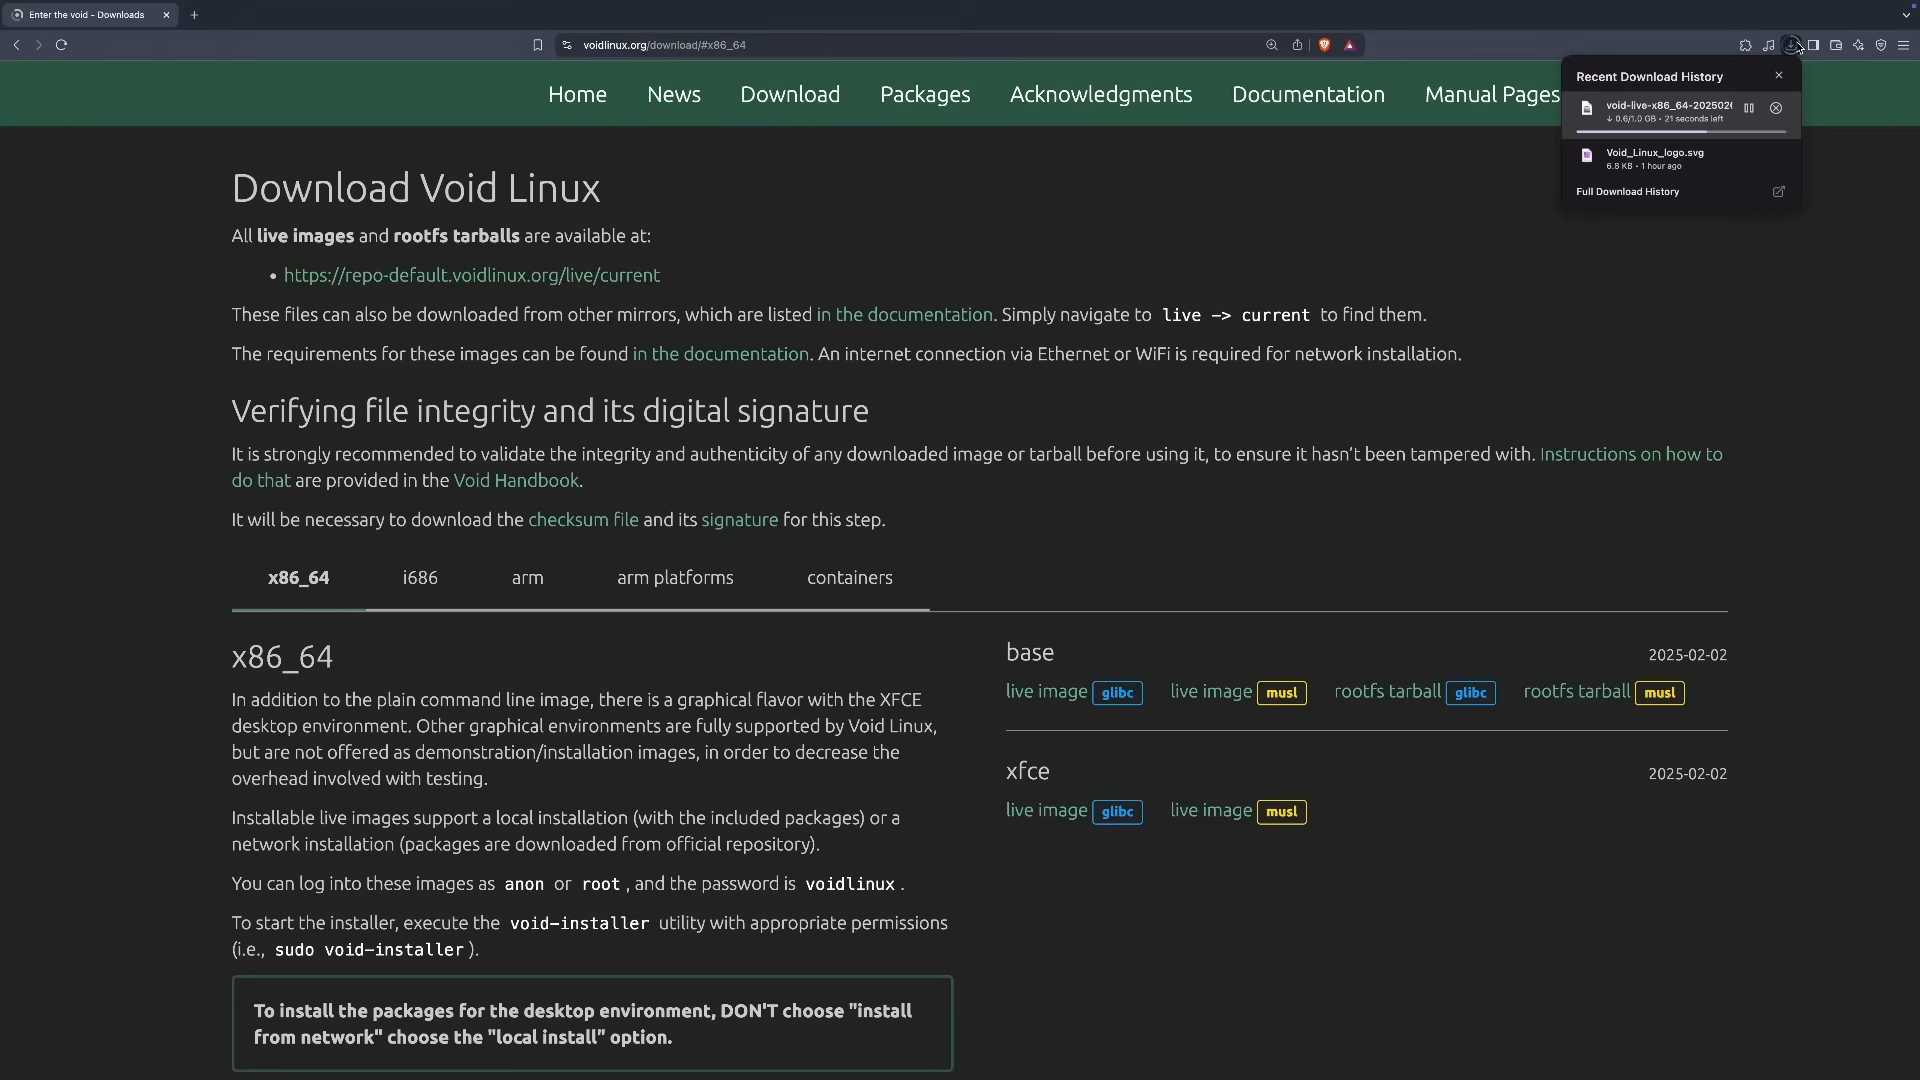 Enter the void - Downloads
voidlinux.org/download/#x86_64
Home News Download Packages Acknowledgments Documentation Manual Pages
Recent Download History
void-live-x86_64-2025020
↓ 0.6/1.0 GB • 21 seconds left
Void_Linux_logo.svg
6.8 KB • 1 hour ago
Full Download History
Download Void Linux
All live images and rootfs tarballs are available at:
• https://repo-default.voidlinux.org/live/current
These files can also be downloaded from other mirrors, which are listed in the documentation. Simply navigate to live -> current to find them.
The requirements for these images can be found in the documentation. An internet connection via Ethernet or WiFi is required for network installation.
Verifying file integrity and its digital signature
It is strongly recommended to validate the integrity and authenticity of any downloaded image or tarball before using it, to ensure it hasn't been tampered with. Instructions on how to
do that are provided in the Void Handbook.
It will be necessary to download the checksum file and its signature for this step.
x86_64 i686 arm arm platforms containers
x86_64
In addition to the plain command line image, there is a graphical flavor with the XFCE
desktop environment. Other graphical environments are fully supported by Void Linux,
but are not offered as demonstration/installation images, in order to decrease the
overhead involved with testing.
Installable live images support a local installation (with the included packages) or a
network installation (packages are downloaded from official repository).
You can log into these images as anon or root, and the password is voidlinux.
To start the installer, execute the void-installer utility with appropriate permissions
(i.e., sudo void-installer).
To install the packages for the desktop environment, DON'T choose "install
from network" choose the "local install" option.
base 2025-02-02
live image glibc live image musl rootfs tarball glibc rootfs tarball musl
xfce 2025-02-02
live image glibc live image musl